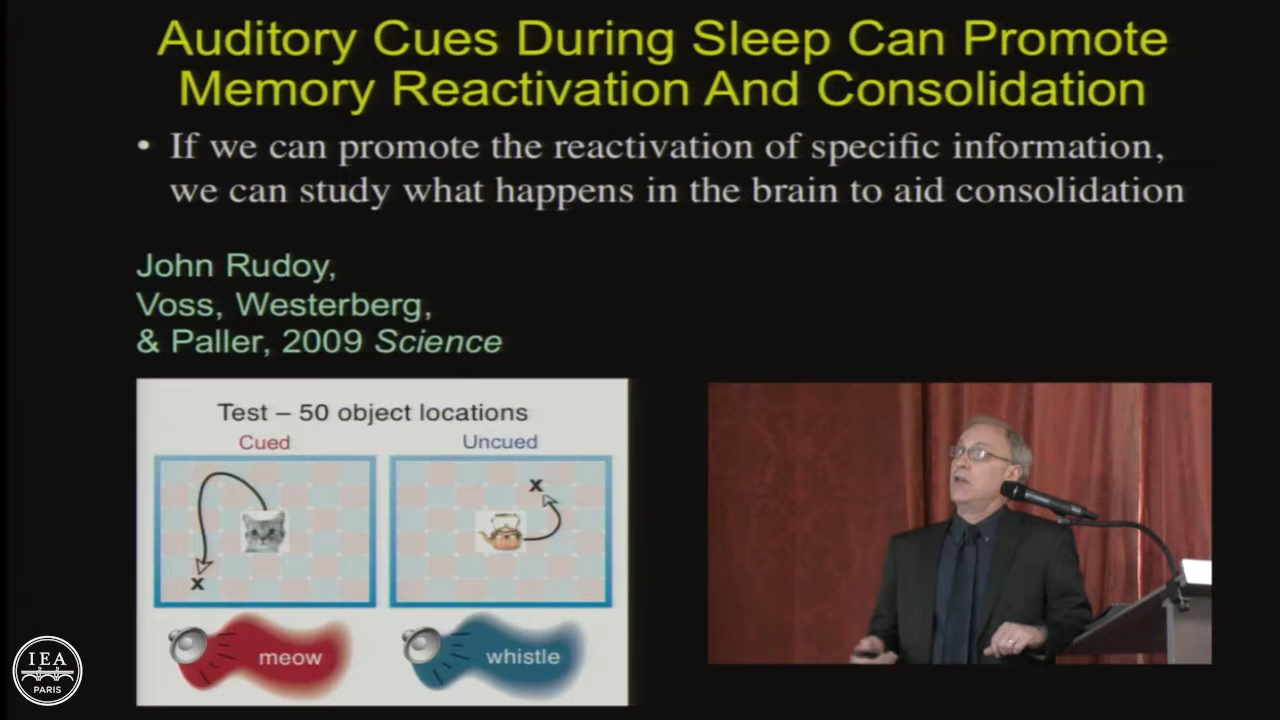 Auditory Cues During Sleep Can Promote
Memory Reactivation And Consolidation
• If we can promote the reactivation of specific information,
we can study what happens in the brain to aid consolidation
John Rudoy,
Voss, Westerberg,
& Paller, 2009 Science
Test – 50 object locations
Cued
Uncued
x
x
meow
whistle
IEA
PARIS